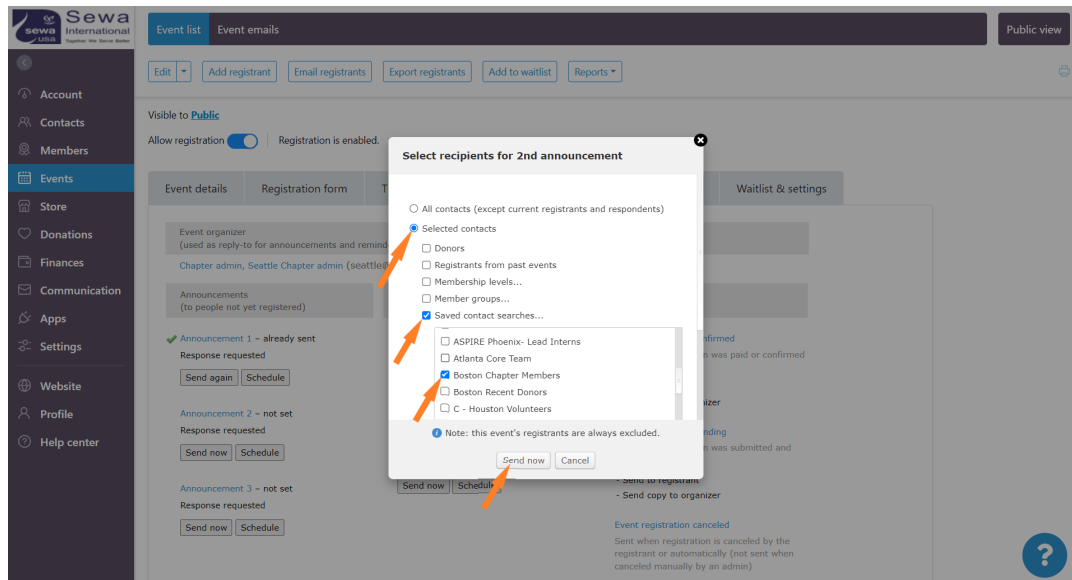 Sewa
International
sewa
USA
Together We Serve Better
Event list
Event emails
Public view
Edit
Add registrant
Email registrants
Export registrants
Add to waitlist
Reports
Account
Contacts
Members
Events
Store
Donations
Finances
Communication
Apps
Settings
Website
Profile
Help center
Visible to Public
Allow registration
Registration is enabled.
Event details
Registration form
T
Waitlist & settings
Event organizer
(used as reply-to for announcements and remind
Chapter admin, Seattle Chapter admin (seattle@
Announcements
(to people not yet registered)
Announcement 1 – already sent
Response requested
Send again
Schedule
Announcement 2 – not set
Response requested
Send now
Schedule
Announcement 3 – not set
Response requested
Send now
Schedule
Select recipients for 2nd announcement
All contacts (except current registrants and respondents)
Selected contacts
Donors
Registrants from past events
Membership levels...
Member groups...
Saved contact searches...
ASPIRE Phoenix- Lead Interns
Atlanta Core Team
Boston Chapter Members
Boston Recent Donors
C - Houston Volunteers
Note: this event's registrants are always excluded.
Send now
Cancel
Send now
Schedule
nfirmed
n was paid or confirmed
nizer
nding
n was submitted and
- Send to registrant
- Send copy to organizer
Event registration canceled
Sent when registration is canceled by the
registrant or automatically (not sent when
canceled manually by an admin)
?